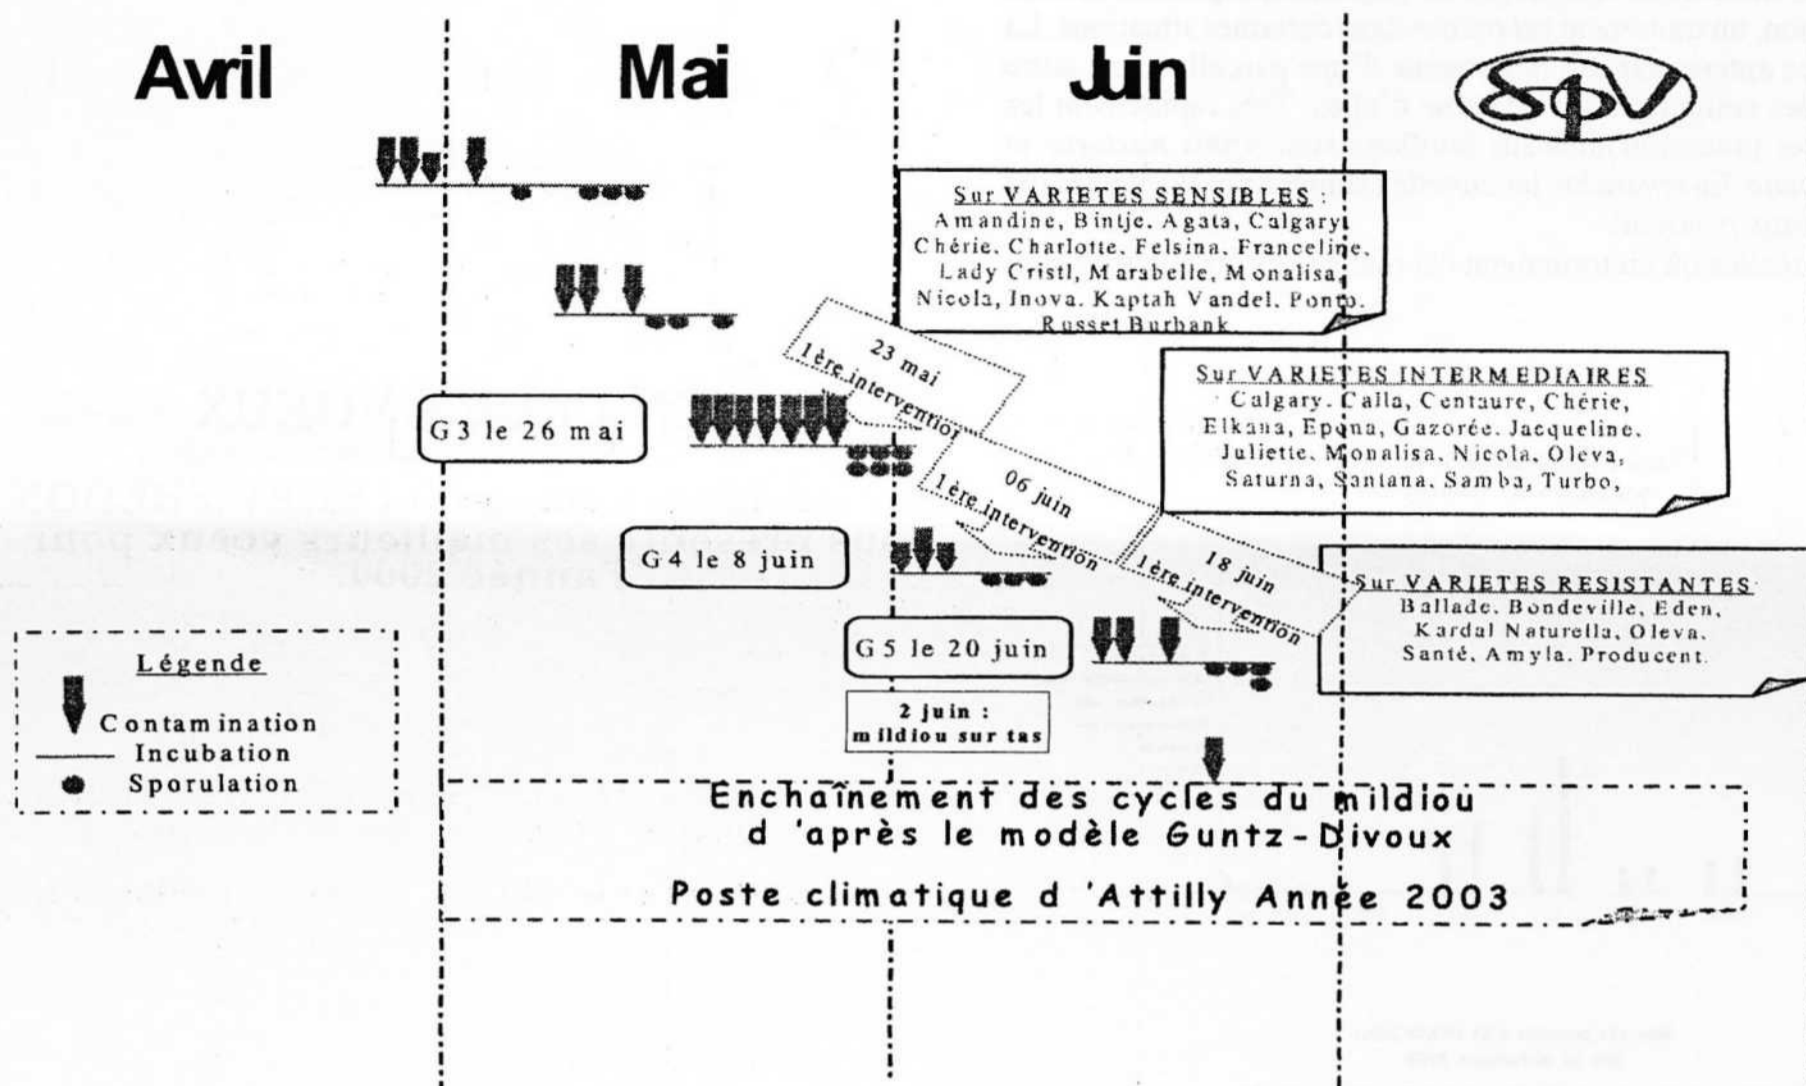 Avril
Mai
Juin
SPV
Sur VARIETES SENSIBLES :
Amandine, Bintje, Agata, Calgary,
Chérie, Charlotte, Felsina, Franceline,
Lady Cristl, Marabelle, Monalisa,
Nicola, Inova, Kaptah Vandel, Ponto,
Russet Burbank
23 mai
1ère intervention
Sur VARIETES INTERMEDIAIRES
Calgary, Calla, Centaure, Chérie,
Elkana, Epona, Gazorée, Jacqueline,
Juliette, Monalisa, Nicola, Oleva,
Saturna, Santana, Samba, Turbo,
G3 le 26 mai
06 juin
1ère intervention
G4 le 8 juin
18 juin
1ère intervention
Sur VARIETES RESISTANTES
Ballade, Bondeville, Eden,
Kardal Naturella, Oleva,
Santé, Amyla, Producent.
G5 le 20 juin
2 juin :
mildiou sur tas
Légende
Contamination
Incubation
Sporulation
Enchaînement des cycles du mildiou
d 'après le modèle Guntz-Divoux
Poste climatique d 'Attilly Année 2003